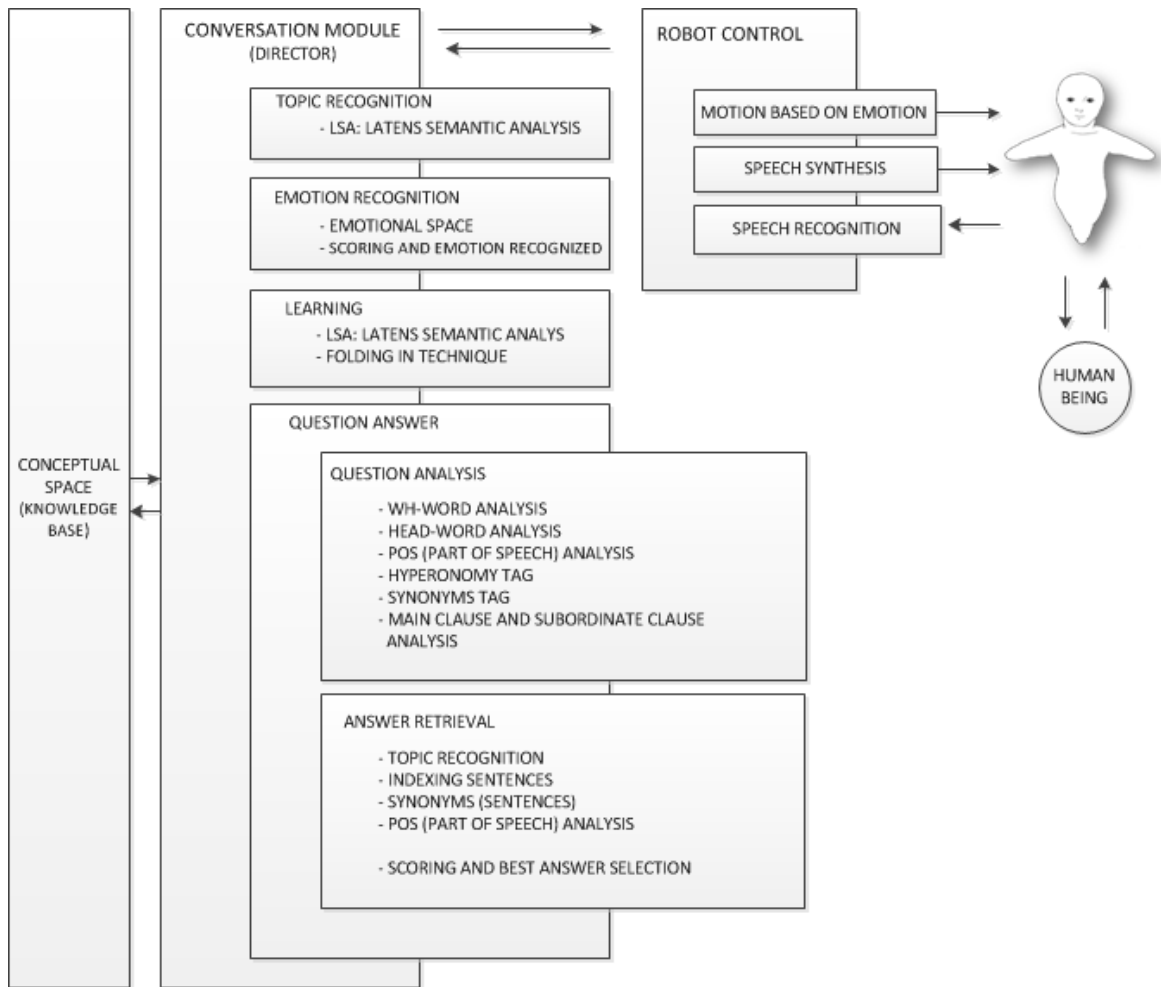 CONVERSATION MODULE
(DIRECTOR)
ROBOT CONTROL
TOPIC RECOGNITION
- LSA: LATENS SEMANTIC ANALYSIS
MOTION BASED ON EMOTION
SPEECH SYNTHESIS
EMOTION RECOGNITION
- EMOTIONAL SPACE
- SCORING AND EMOTION RECOGNIZED
SPEECH RECOGNITION
LEARNING
- LSA: LATENS SEMANTIC ANALYS
- FOLDING IN TECHNIQUE
HUMAN
BEING
QUESTION ANSWER
CONCEPTUAL
SPACE
(KNOWLEDGE
BASE)
QUESTION ANALYSIS
- WH-WORD ANALYSIS
- HEAD-WORD ANALYSIS
- POS (PART OF SPEECH) ANALYSIS
- HYPERONOMY TAG
- SYNONYMS TAG
- MAIN CLAUSE AND SUBORDINATE CLAUSE
ANALYSIS
ANSWER RETRIEVAL
- TOPIC RECOGNITION
- INDEXING SENTENCES
- SYNONYMS (SENTENCES)
- POS (PART OF SPEECH) ANALYSIS
- SCORING AND BEST ANSWER SELECTION